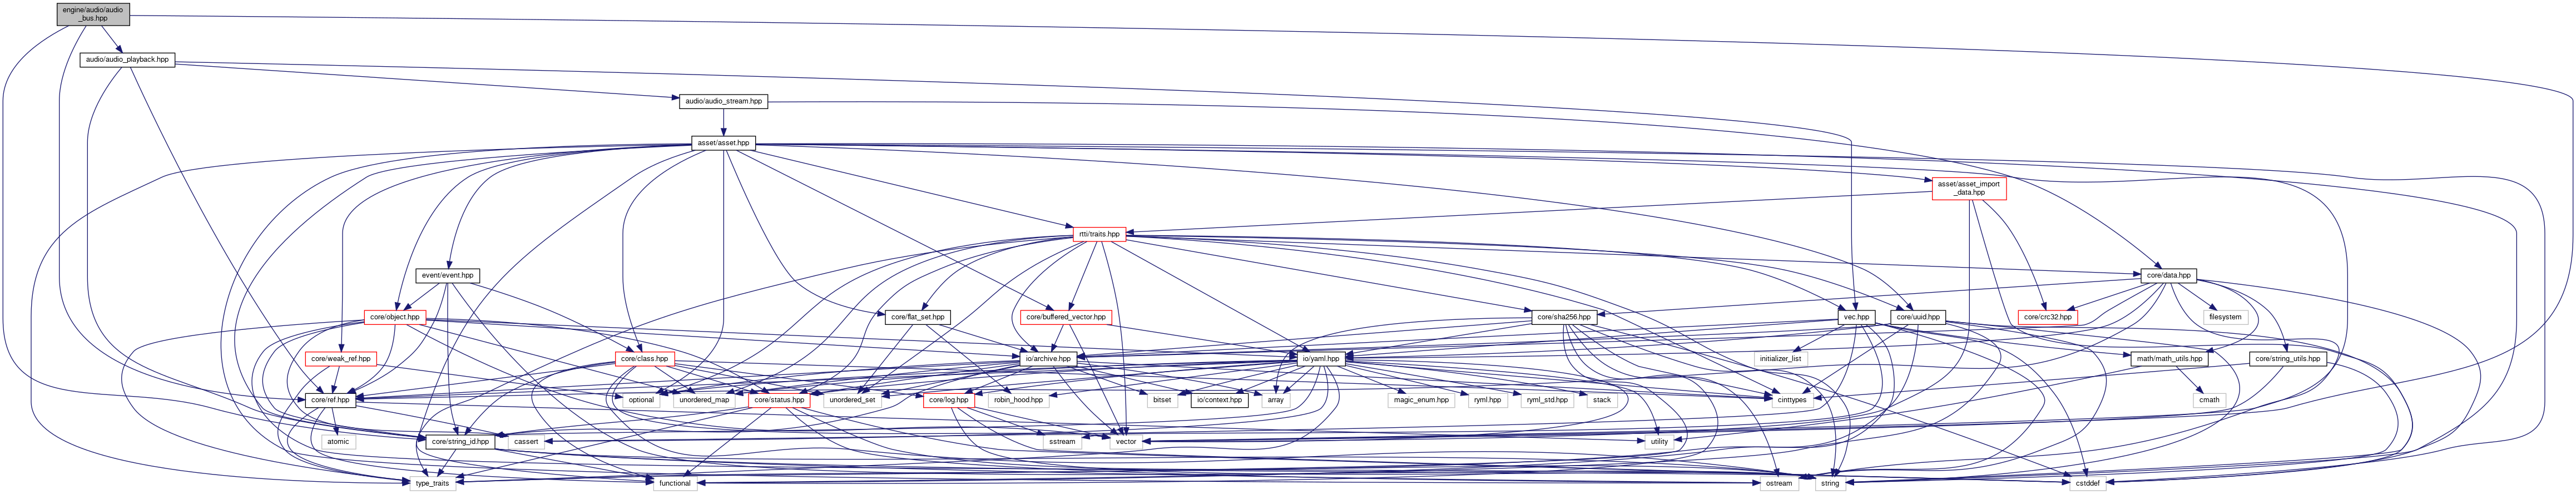 engine/audio/audio
_bus.hpp
audio/audio_playback.hpp
audio/audio_stream.hpp
asset/asset.hpp
asset/asset_import
_data.hpp
rtti/traits.hpp
event/event.hpp
core/data.hpp
core/object.hpp
core/flat_set.hpp
core/buffered_vector.hpp
core/sha256.hpp
vec.hpp
core/uuid.hpp
core/crc32.hpp
filesystem
core/weak_ref.hpp
core/class.hpp
io/archive.hpp
io/yaml.hpp
initializer_list
math/math_utils.hpp
core/string_utils.hpp
core/ref.hpp
optional
unordered_map
core/status.hpp
unordered_set
core/log.hpp
robin_hood.hpp
bitset
io/context.hpp
array
magic_enum.hpp
ryml.hpp
ryml_std.hpp
stack
cinttypes
cmath
atomic
core/string_id.hpp
cassert
sstream
vector
utility
type_traits
functional
ostream
string
cstddef